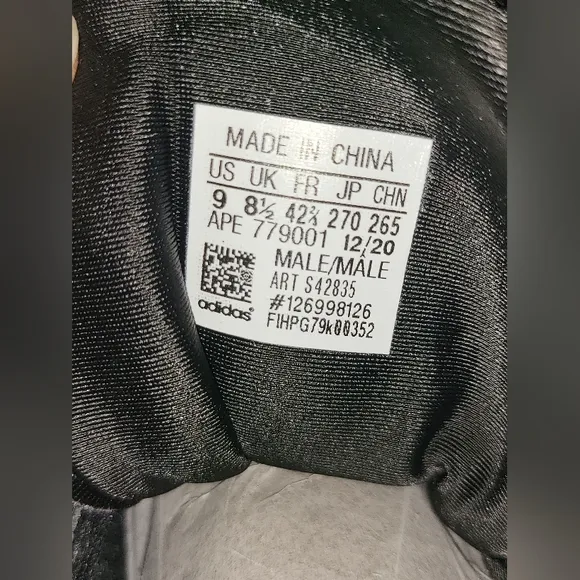 MADE IN CHINA
US UK FR JP CHN
9 8½ 42⅔ 270 265
APE 779001 12/20
MALE/MÂLE
ART S42835
#126998126
FIHPG79k00352
adidas®